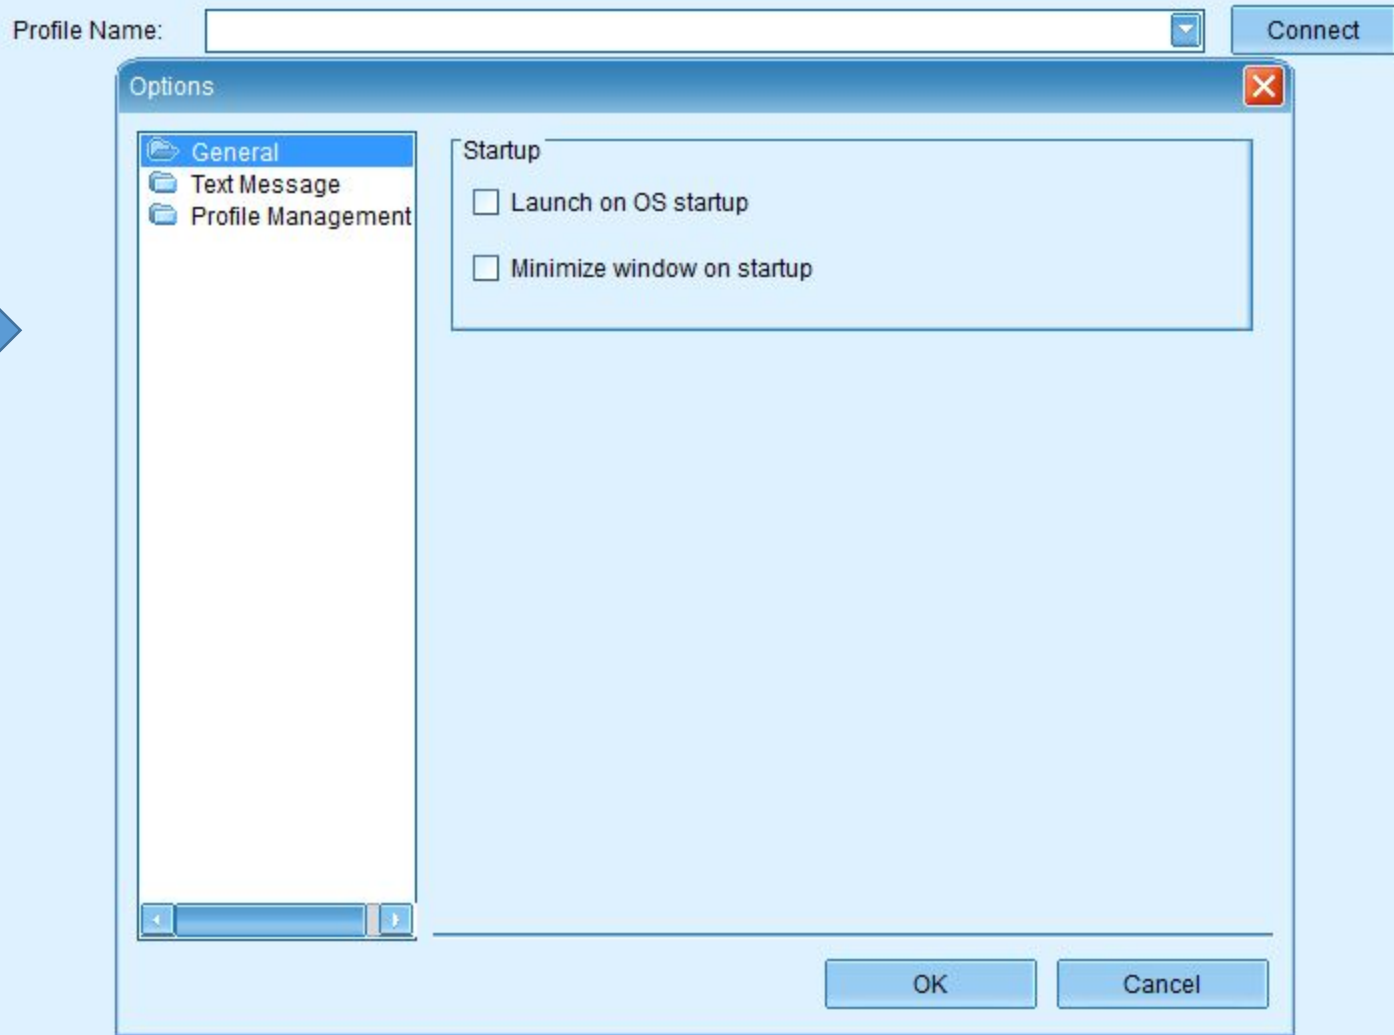 Profile Name:
Connect
Options
General
Text Message
Profile Management
Startup
Launch on OS startup
Minimize window on startup
OK
Cancel